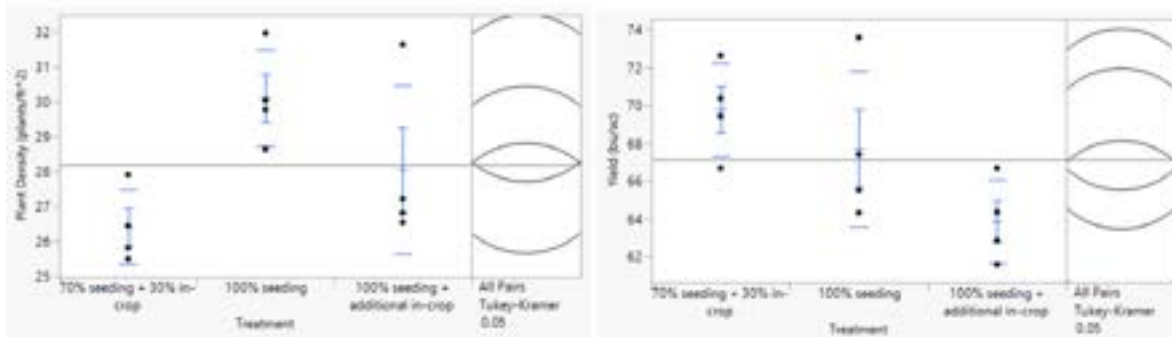 Plant Density (plants/ft^2)
32
31
30
29
28
27
26
25
70% seeding + 30% in-
crop
100% seeding
100% seeding +
additional in-crop
All Pairs
Tukey-Kramer
0.05
Treatment
Yield (bu/ac)
74
72
70
68
66
64
62
70% seeding + 30% in-
crop
100% seeding
100% seeding +
additional in-crop
All Pairs
Tukey-Kramer
0.05
Treatment